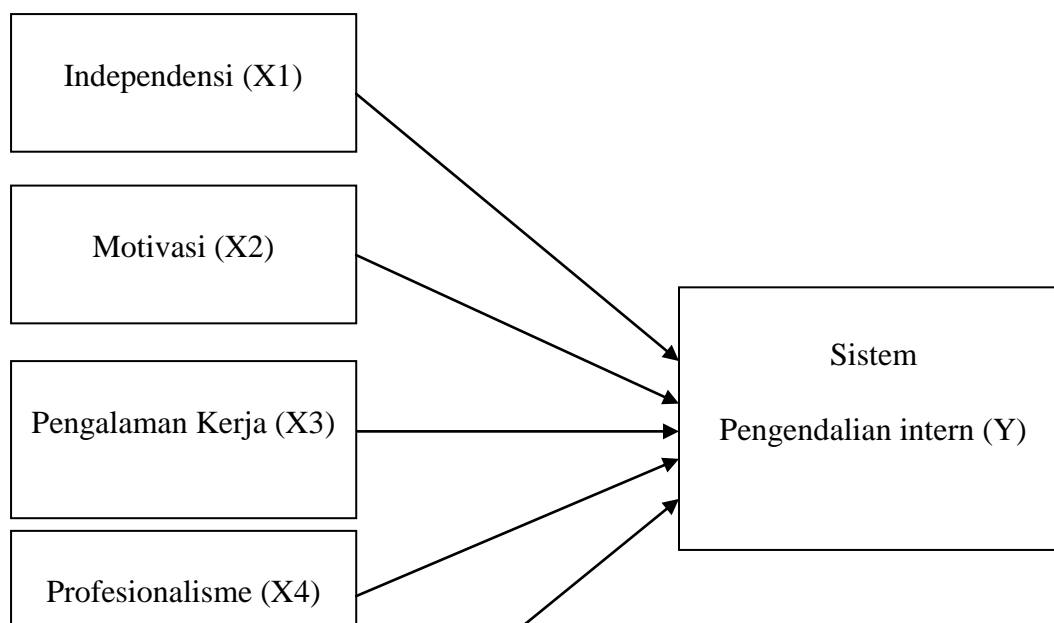 Independensi (X1)
Motivasi (X2)
Pengalaman Kerja (X3)
Profesionalisme (X4)
Sistem
Pengendalian intern (Y)